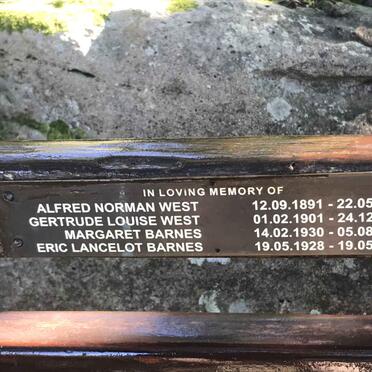 IN LOVING MEMORY OF
ALFRED NORMAN WEST 12.09.1891 - 22.05
GERTRUDE LOUISE WEST 01.02.1901 - 24.12
MARGARET BARNES 14.02.1930 - 05.08
ERIC LANCELOT BARNES 19.05.1928 - 19.05